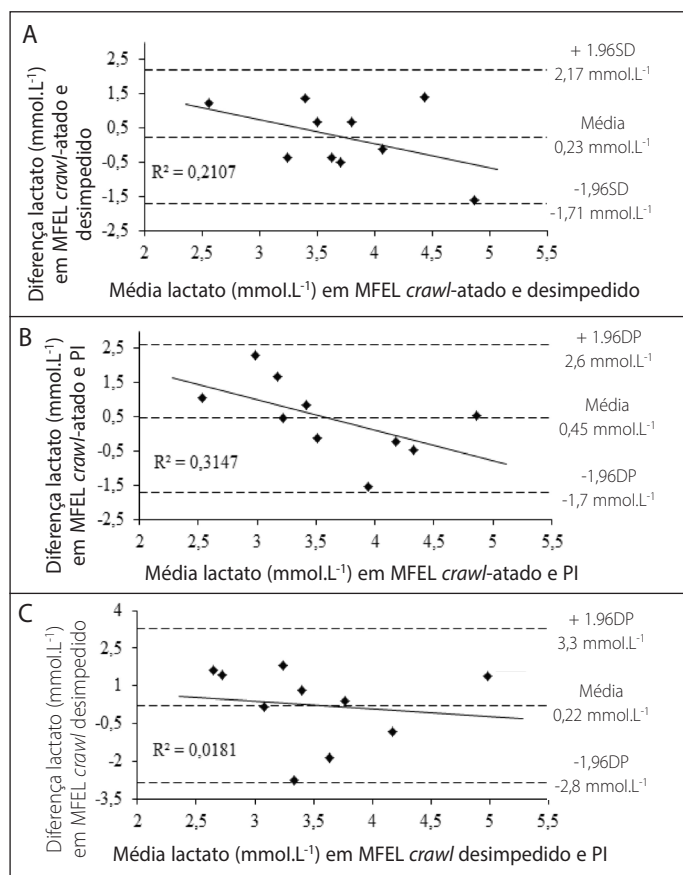 A
Diferença lactato (mmol.L⁻¹)
em MFEL crawl-atado e
desimpedido
2,5
1,5
0,5
-0,5
-1,5
-2,5
R² = 0,2107
+ 1.96SD
2,17 mmol.L⁻¹
Média
0,23 mmol.L⁻¹
-1,96SD
-1,71 mmol.L⁻¹
2 2,5 3 3,5 4 4,5 5 5,5
Média lactato (mmol.L⁻¹) em MFEL crawl-atado e desimpedido
B
Diferença lactato (mmol.L⁻¹)
em MFEL crawl-atado e PI
2,5
1,5
0,5
-0,5
-1,5
-2,5
R² = 0,3147
+ 1.96DP
2,6 mmol.L⁻¹
Média
0,45 mmol.L⁻¹
-1,96DP
-1,7 mmol.L⁻¹
2 2,5 3 3,5 4 4,5 5 5,5
Média lactato (mmol.L⁻¹) em MFEL crawl-atado e PI
C
Diferença lactato (mmol.L⁻¹)
em MFEL crawl desimpedido
4
2,5
1
-0,5
-2
-3,5
R² = 0,0181
+ 1.96DP
3,3 mmol.L⁻¹
Média
0,22 mmol.L⁻¹
-1,96DP
-2,8 mmol.L⁻¹
2 2,5 3 3,5 4 4,5 5 5,5
Média lactato (mmol.L⁻¹) em MFEL crawl desimpedido e PI